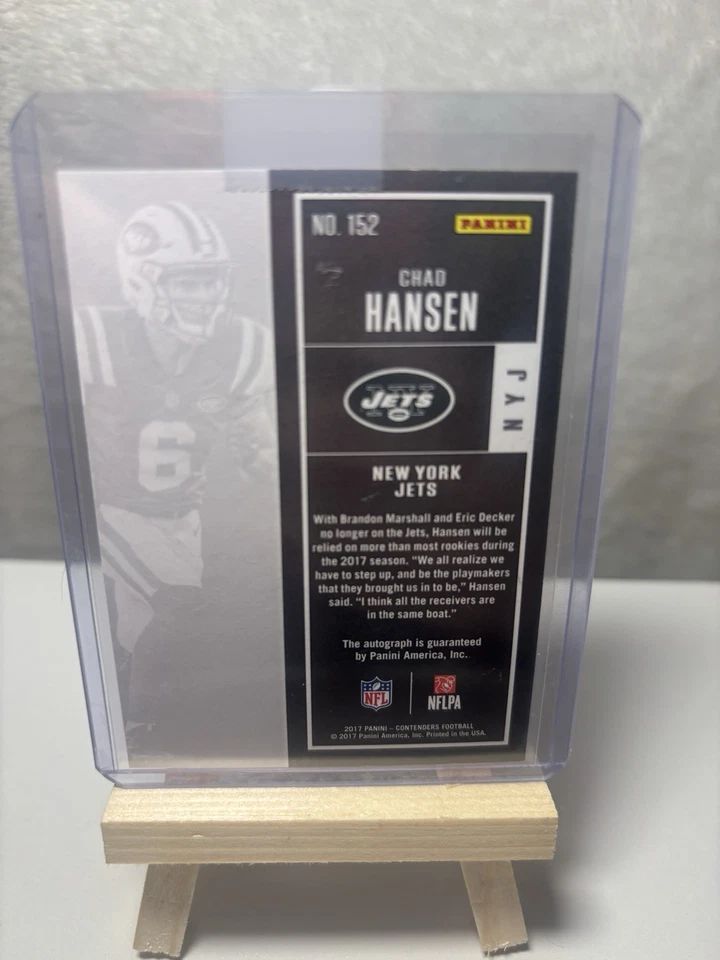 NO. 152
PANINI
CHAD
HANSEN
JETS
NYJ
NEW YORK
JETS
6
With Brandon Marshall and Eric Decker
no longer on the Jets, Hansen will be
relied on more than most rookies during
the 2017 season. “We all realize we
have to step up, and be the playmakers
that they brought us in to be,” Hansen
said. “I think all the receivers are
in the same boat.”
The autograph is guaranteed
by Panini America, Inc.
NFL
NFLPA
2017 PANINI – CONTENDERS FOOTBALL
© 2017 Panini America, Inc. Printed in the USA.